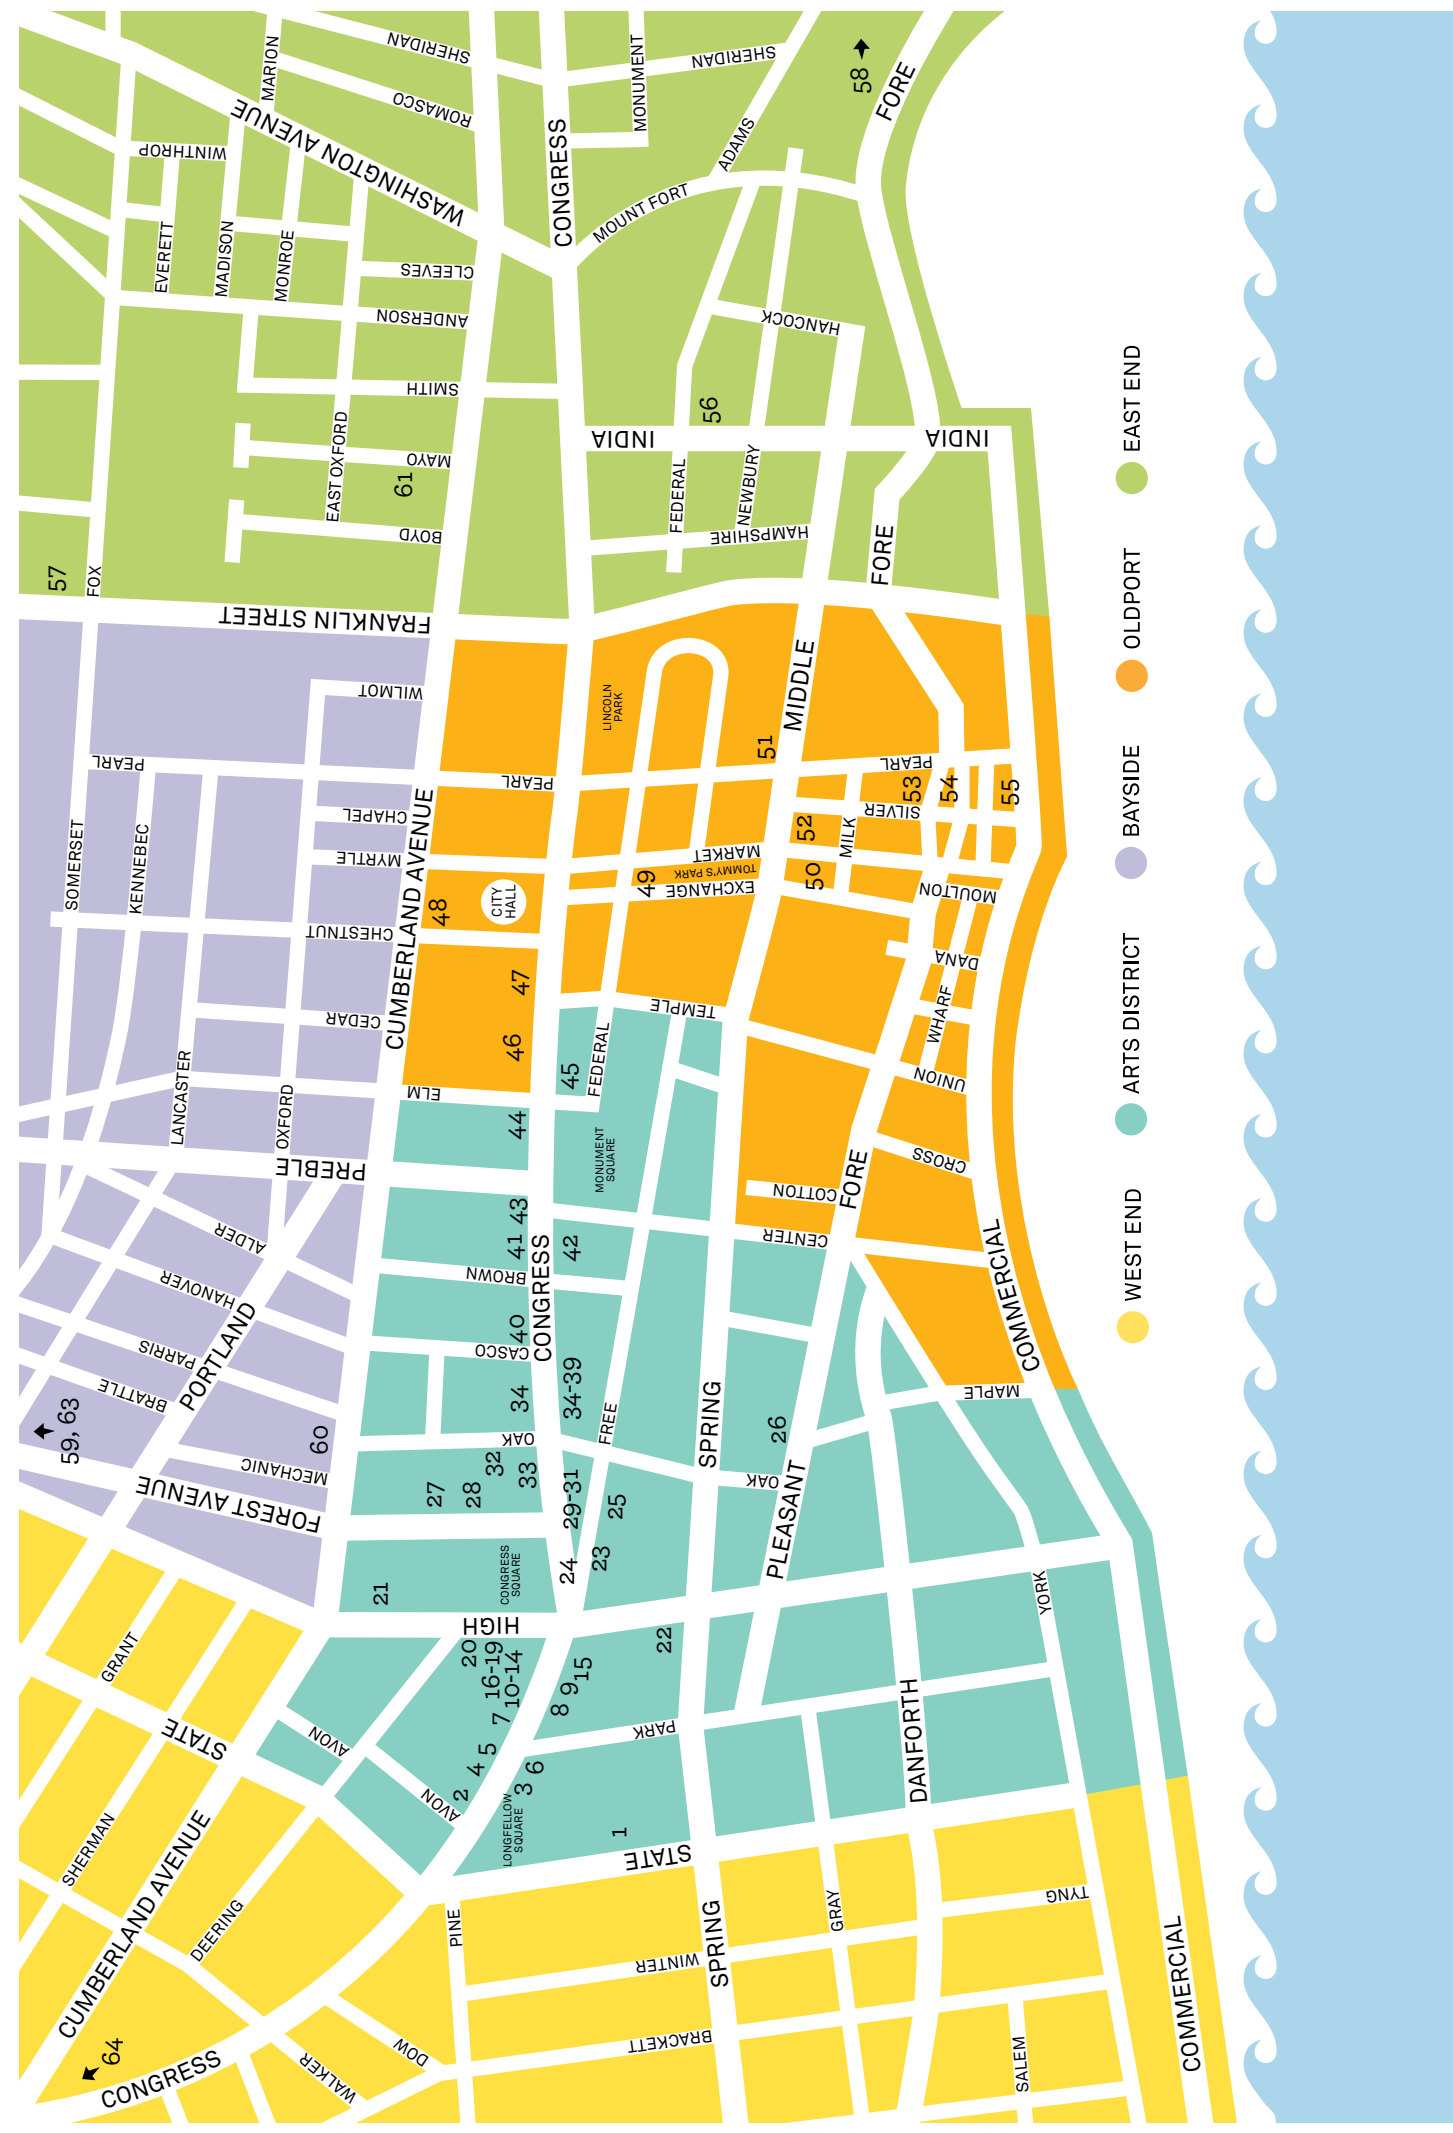 SHERIDAN
MARION
ROMASCO
WASHINGTON AVENUE
WINTHROP
MONUMENT
SHERIDAN
58
FORE
ADAMS
CONGRESS
MOUNT FORT
EVERETT
MADISON
MONROE
CLEEVES
ANDERSON
HANCOCK
SMITH
EAST OXFORD
MAYO
61
BOYD
INDIA
56
INDIA
FEDERAL
NEWBURY
HAMPSHIRE
FORE
57
FOX
FRANKLIN STREET
WILMOT
LINCOLN
PARK
MIDDLE
51
PEARL
PEARL
PEARL
SOMERSET
KENNEBEC
CHAPEL
MYRTLE
CUMBERLAND AVENUE
53
54
55
SILVER
52
MILK
MARKET
TOMMY'S PARK
EXCHANGE
49
50
MOULTON
CITY
HALL
48
CHESTNUT
47
DANA
WHARF
TEMPLE
CEDAR
46
45
FEDERAL
UNION
ELM
44
LANCASTER
OXFORD
PREBLE
MONUMENT
SQUARE
CROSS
COTTON
FORE
CENTER
43
41
42
BROWN
CONGRESS
ALDER
HANOVER
PARRIS
BRATTLE
PORTLAND
40
CASCO
COMMERCIAL
MAPLE
34
34-39
FREE
SPRING
26
59, 63
60
MECHANIC
FOREST AVENUE
OAK
OAK
32
33
27
28
29-31
25
PLEASANT
24
23
CONGRESS
SQUARE
21
HIGH
YORK
22
20
16-19
10-14
15
9
8
7
GRANT
STATE
AVON
PARK
DANFORTH
5
4
2
6
3
AVON
LONGFELLOW
SQUARE
1
STATE
SHERMAN
CUMBERLAND AVENUE
DEERING
PINE
SPRING
GRAY
TYNG
WINTER
COMMERCIAL
BRACKETT
SALEM
DOW
WALKER
64
CONGRESS
WEST END
ARTS DISTRICT
BAYSIDE
OLDPORT
EAST END